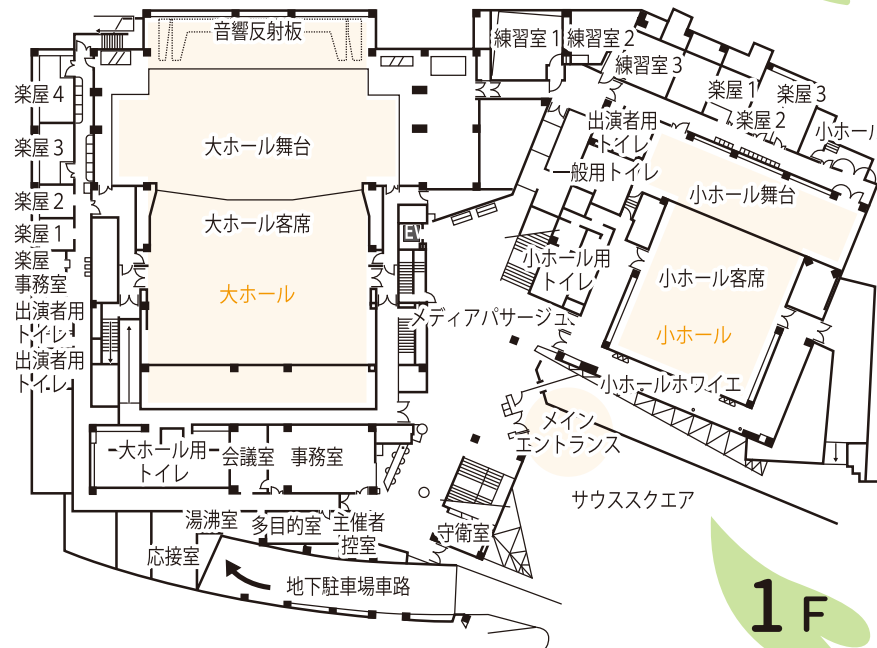 音響反射板
練習室1
練習室2
練習室3
楽屋1
楽屋2
楽屋3
小ホール
楽屋4
楽屋3
楽屋2
楽屋1
楽屋
事務室
出演者用
トイレ
出演者用
トイレ
大ホール舞台
大ホール客席
大ホール
EV
出演者用
トイレ
一般用トイレ
小ホール舞台
小ホール用
トイレ
小ホール客席
小ホール
メディアパサージュ
小ホールホワイエ
メイン
エントランス
大ホール用
トイレ
会議室
事務室
サウススクエア
湯沸室
多目的室
主催者
控室
守衛室
応接室
地下駐車場車路
1F